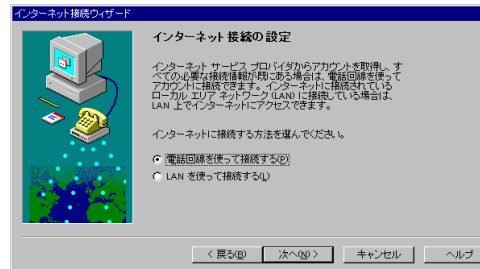 インターネット接続ウィザード
インターネット接続の設定
インターネット サービス プロバイダからアカウントを取得し、す
べての必要な接続情報が既にある場合は、電話回線を使って
アカウントに接続できます。インターネットに接続されている
ローカル エリア ネットワーク (LAN) に接続している場合は、
LAN 上でインターネットにアクセスできます。
インターネットに接続する方法を選んでください。
電話回線を使って接続する(P)
LAN を使って接続する(L)
< 戻る(B)
次へ(N) >
キャンセル
ヘルプ